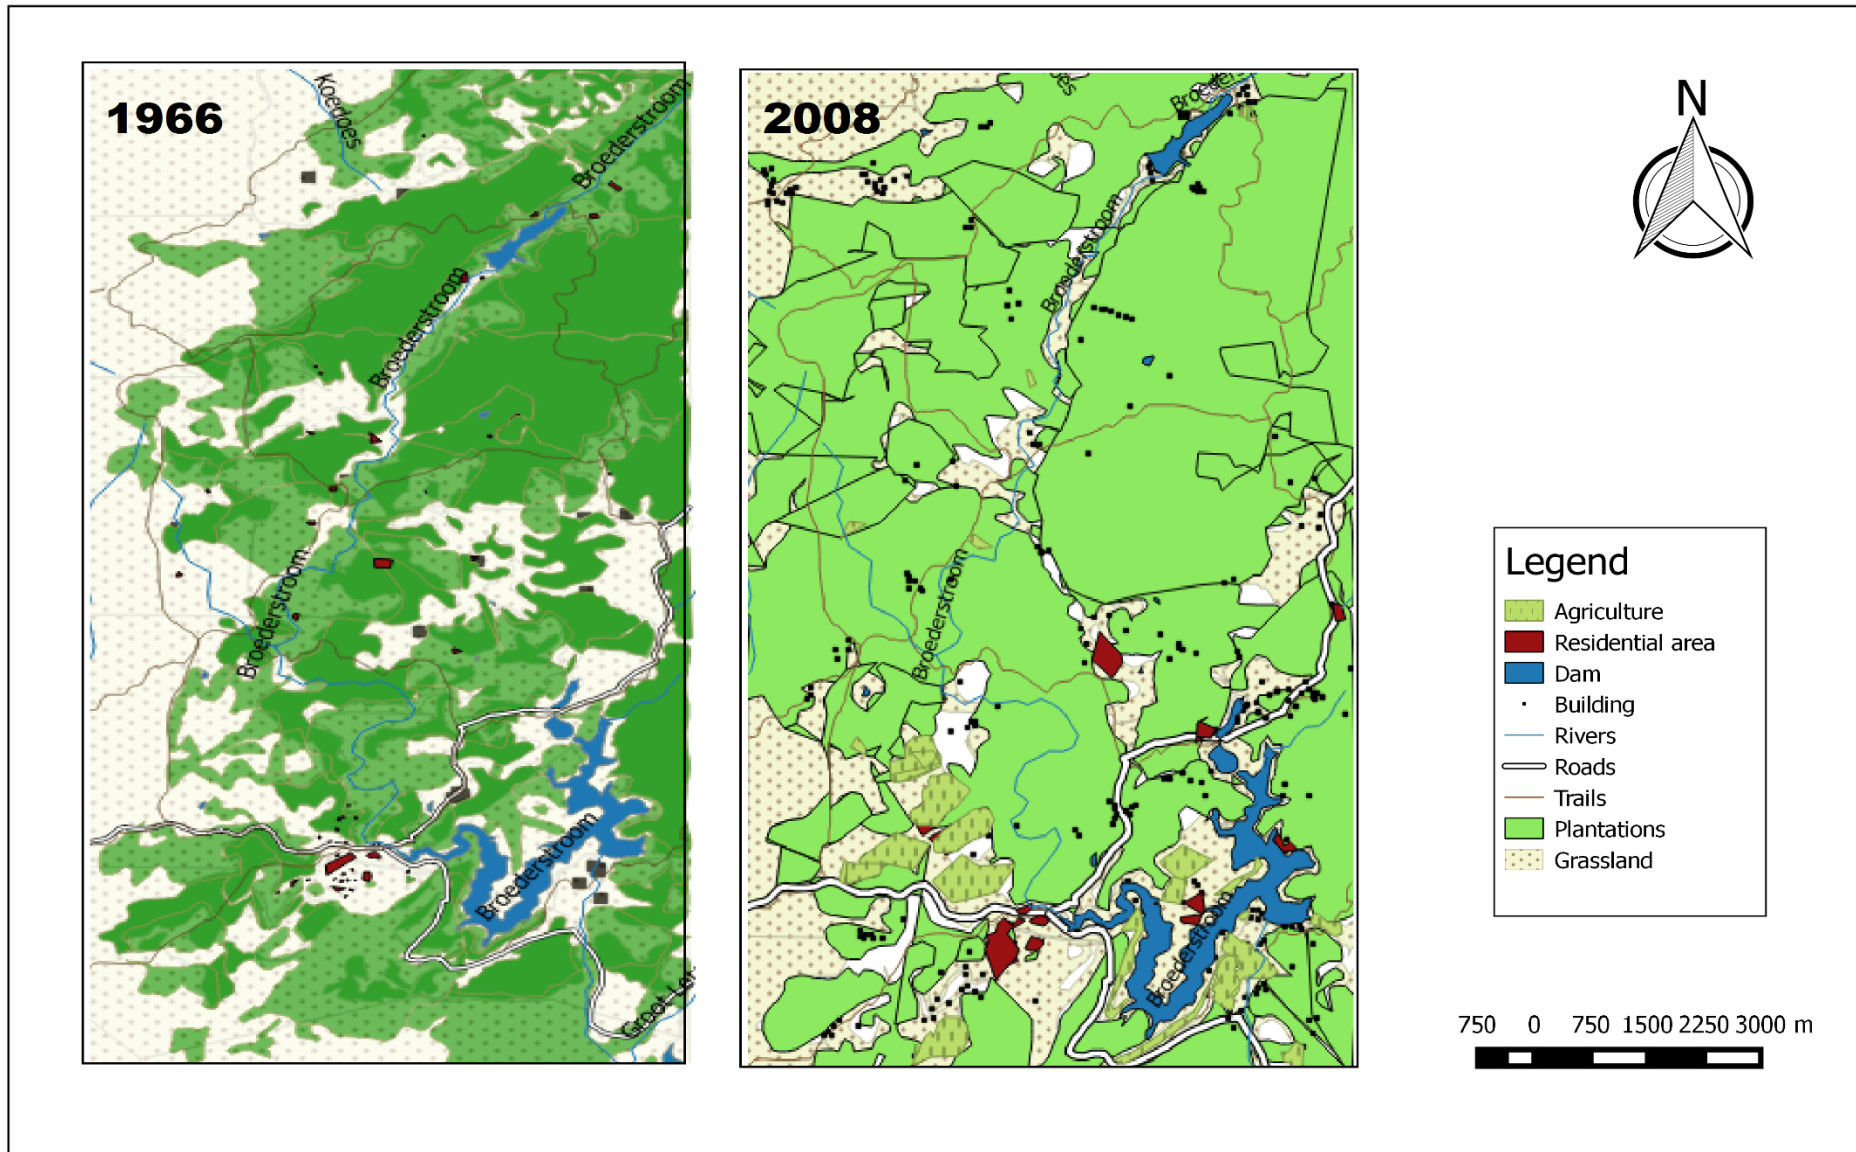 1966
Koedoes
Broederstroom
Broederstroom
Broederstroom
Broederstroom
2008
Broederstroom
Broederstroom
Broederstroom
N
Legend
Agriculture
Residential area
Dam
Building
Rivers
Roads
Trails
Plantations
Grassland
750 0 750 1500 2250 3000 m